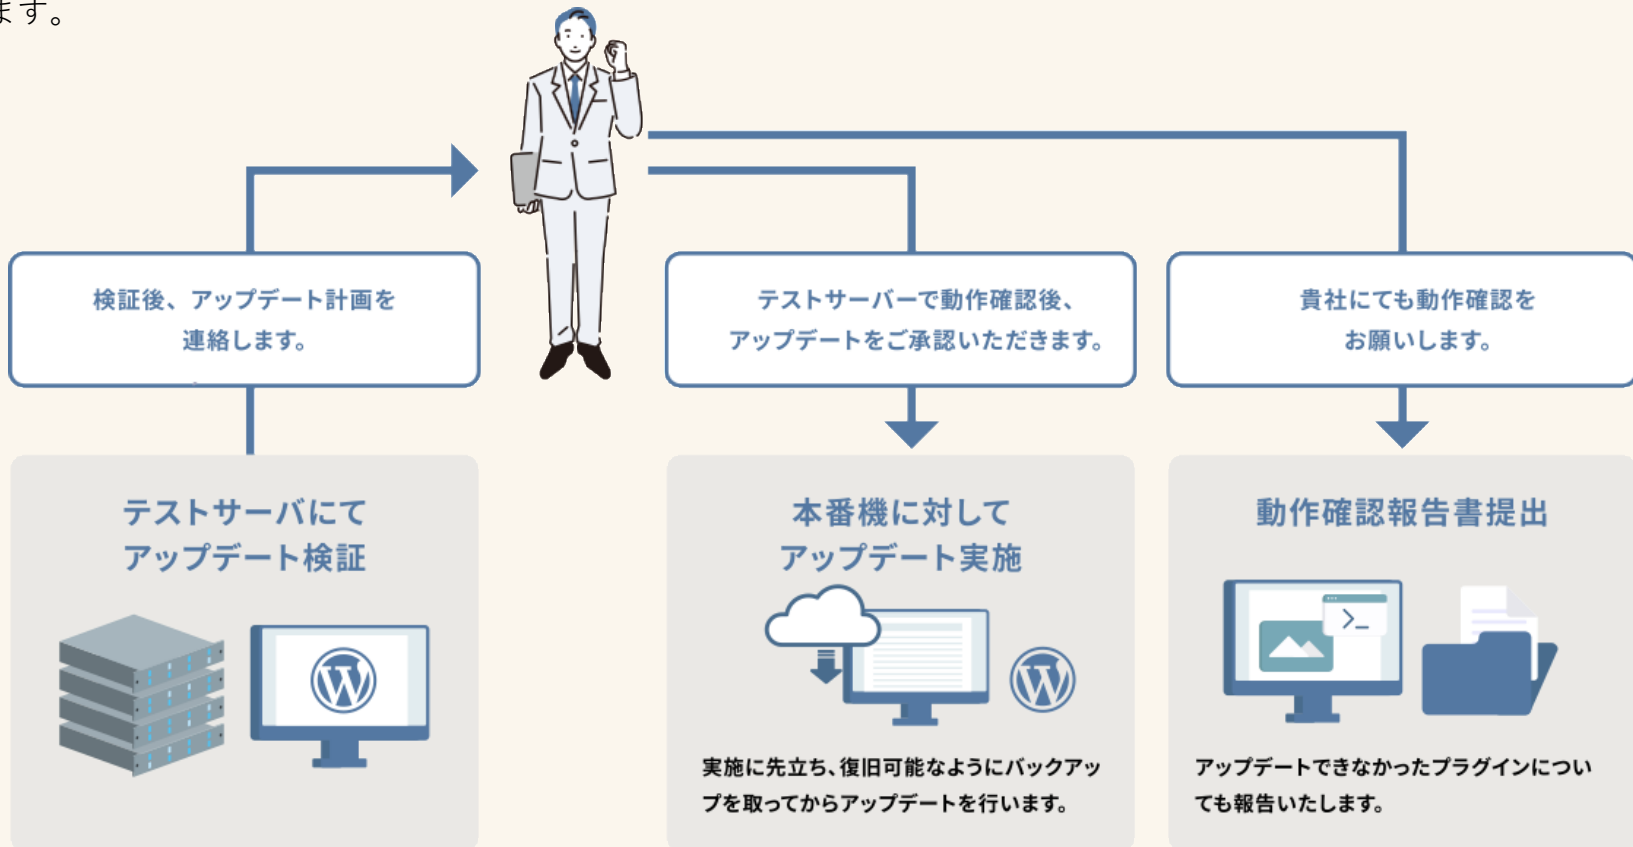 ます。
検証後、アップデート計画を
連絡します。
テストサーバーで動作確認後、
アップデートをご承認いただきます。
貴社にても動作確認を
お願いします。
テストサーバにて
アップデート検証
本番機に対して
アップデート実施
実施に先立ち、復旧可能なようにバックアッ
プを取ってからアップデートを行います。
動作確認報告書提出
アップデートできなかったプラグインについ
ても報告いたします。